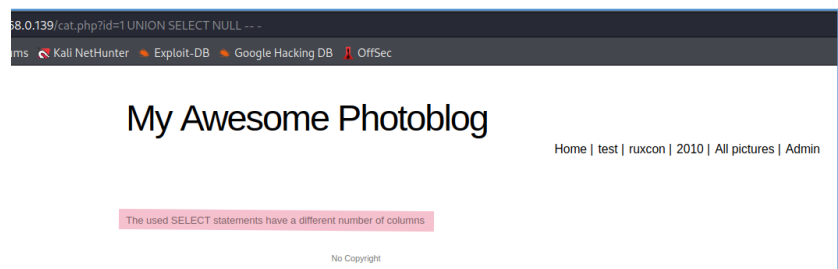 58.0.139/cat.php?id=1 UNION SELECT NULL -- -
ms Kali NetHunter Exploit-DB Google Hacking DB OffSec
My Awesome Photoblog
Home | test | ruxcon | 2010 | All pictures | Admin
The used SELECT statements have a different number of columns
No Copyright